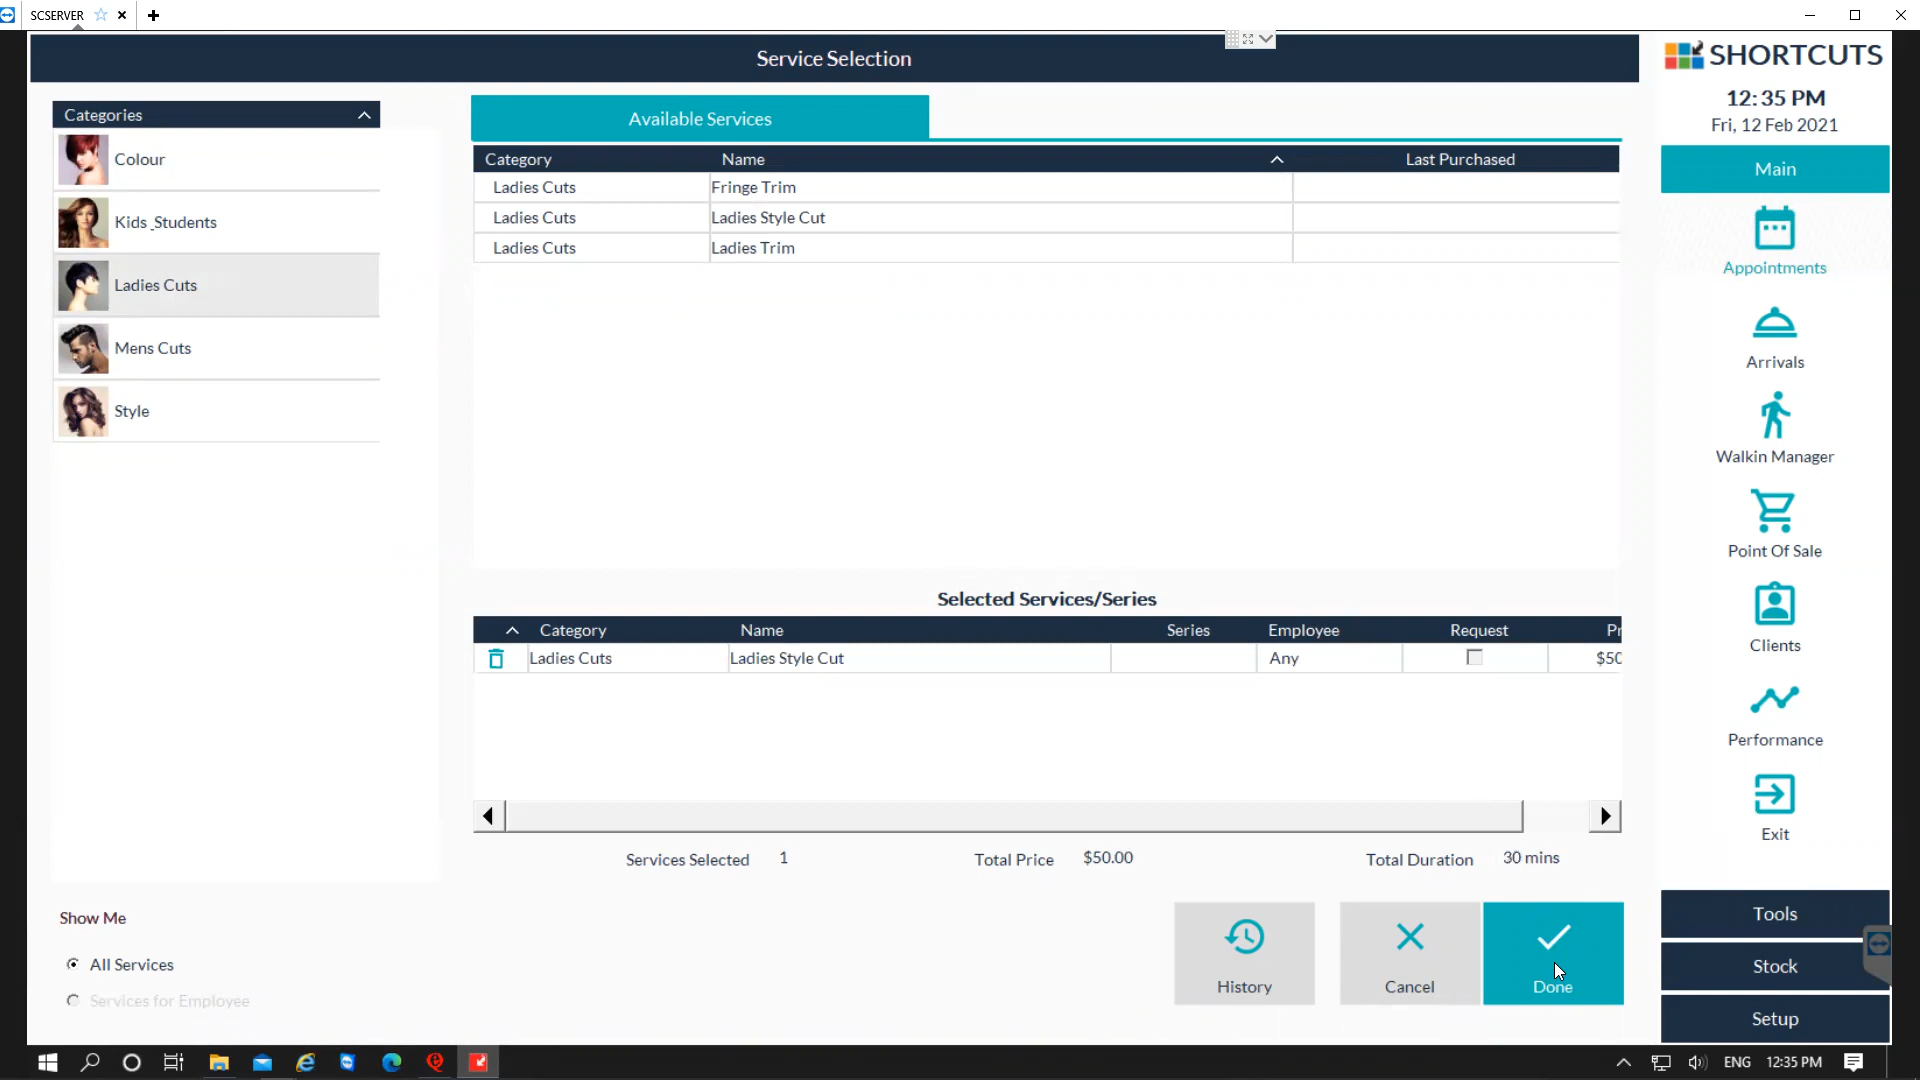 SCSERVER
Service Selection
SHORTCUTS
12:35 PM
Fri, 12 Feb 2021
Categories
Colour
Kids_Students
Ladies Cuts
Mens Cuts
Style
Available Services
Category Name Last Purchased
Ladies Cuts Fringe Trim
Ladies Cuts Ladies Style Cut
Ladies Cuts Ladies Trim
Selected Services/Series
Category Name Series Employee Request Pr
Ladies Cuts Ladies Style Cut Any $50
Services Selected 1 Total Price $50.00 Total Duration 30 mins
Show Me
All Services
Services for Employee
History
Cancel
Done
Main
Appointments
Arrivals
Walkin Manager
Point Of Sale
Clients
Performance
Exit
Tools
Stock
Setup
ENG 12:35 PM